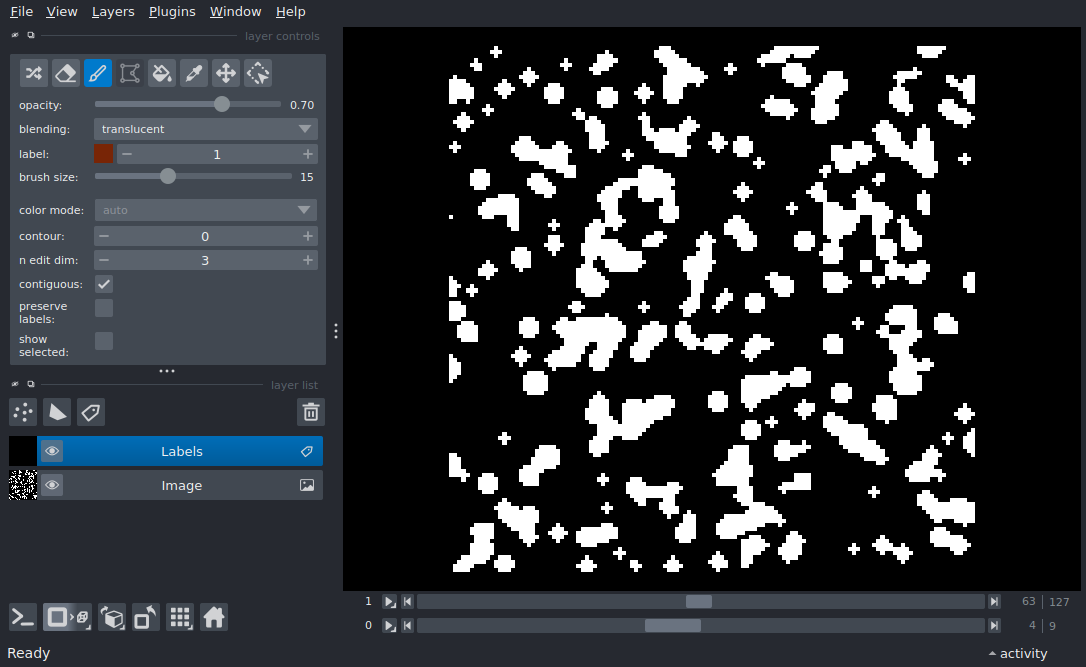 File View Layers Plugins Window Help
layer controls
opacity: 0.70
blending: translucent
label: 1
brush size: 15
color mode: auto
contour: 0
n edit dim: 3
contiguous:
preserve
labels:
show
selected:
layer list
Labels
Image
1 63 127
0 4 9
Ready activity